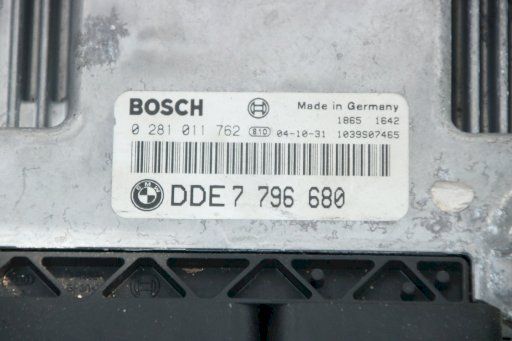 BOSCH Made in Germany
1865 1642
0 281 011 762 810 04-10-31 1039S07465
BMW DDE 7 796 680